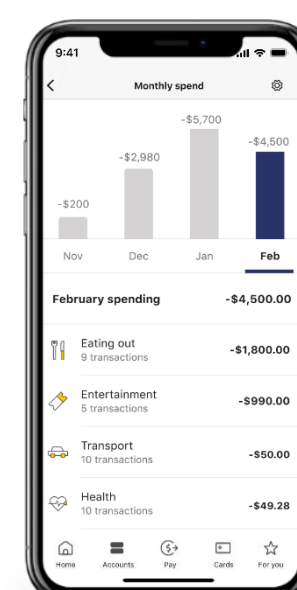 9:41
Monthly spend
-$5,700
-$4,500
-$2,980
-$200
Nov Dec Jan Feb
February spending -$4,500.00
Eating out
9 transactions
-$1,800.00
Entertainment
5 transactions
-$990.00
Transport
10 transactions
-$50.00
Health
10 transactions
-$49.28
Home Accounts Pay Cards For you